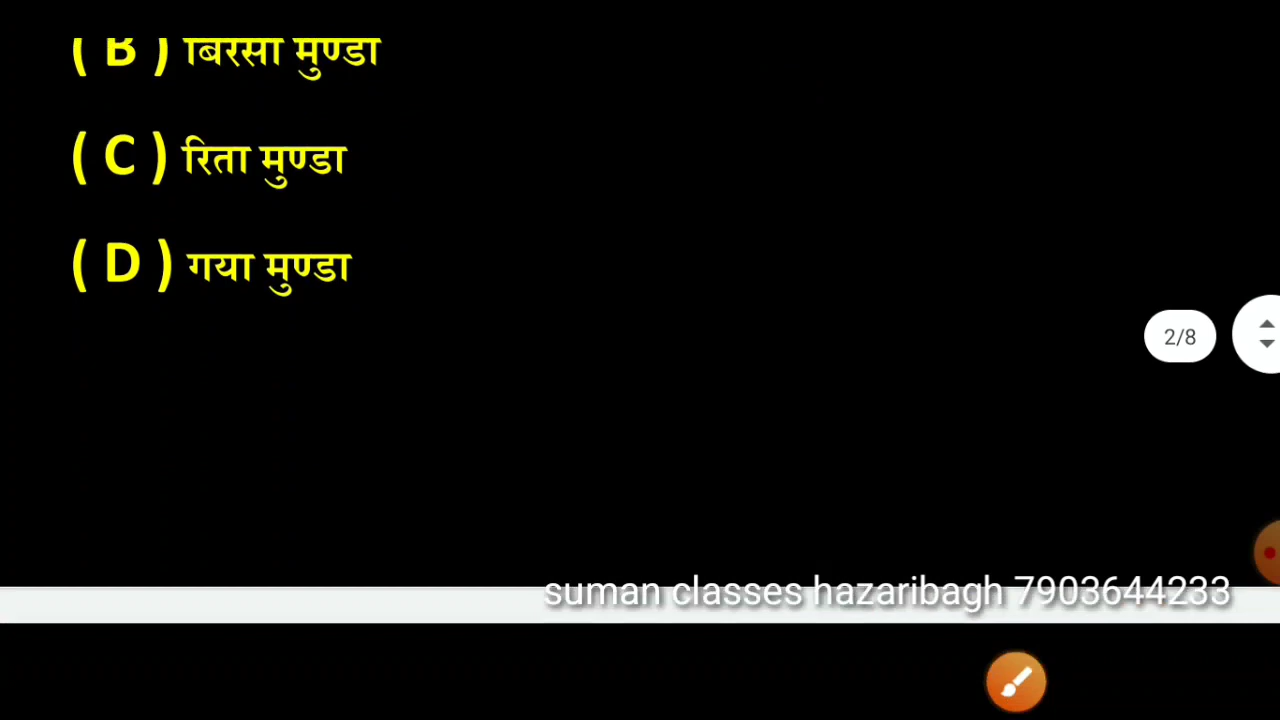 ( B ) बिरसा मुण्डा
( C ) रिता मुण्डा
( D ) गया मुण्डा
2/8
suman classes hazaribagh 7903644233